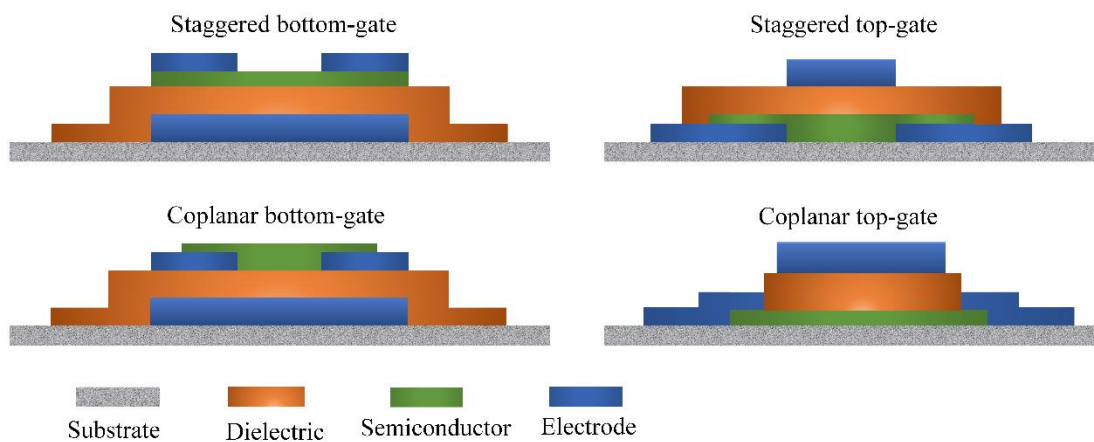 Staggered bottom-gate
Staggered top-gate
Coplanar bottom-gate
Coplanar top-gate
Substrate
Dielectric
Semiconductor
Electrode